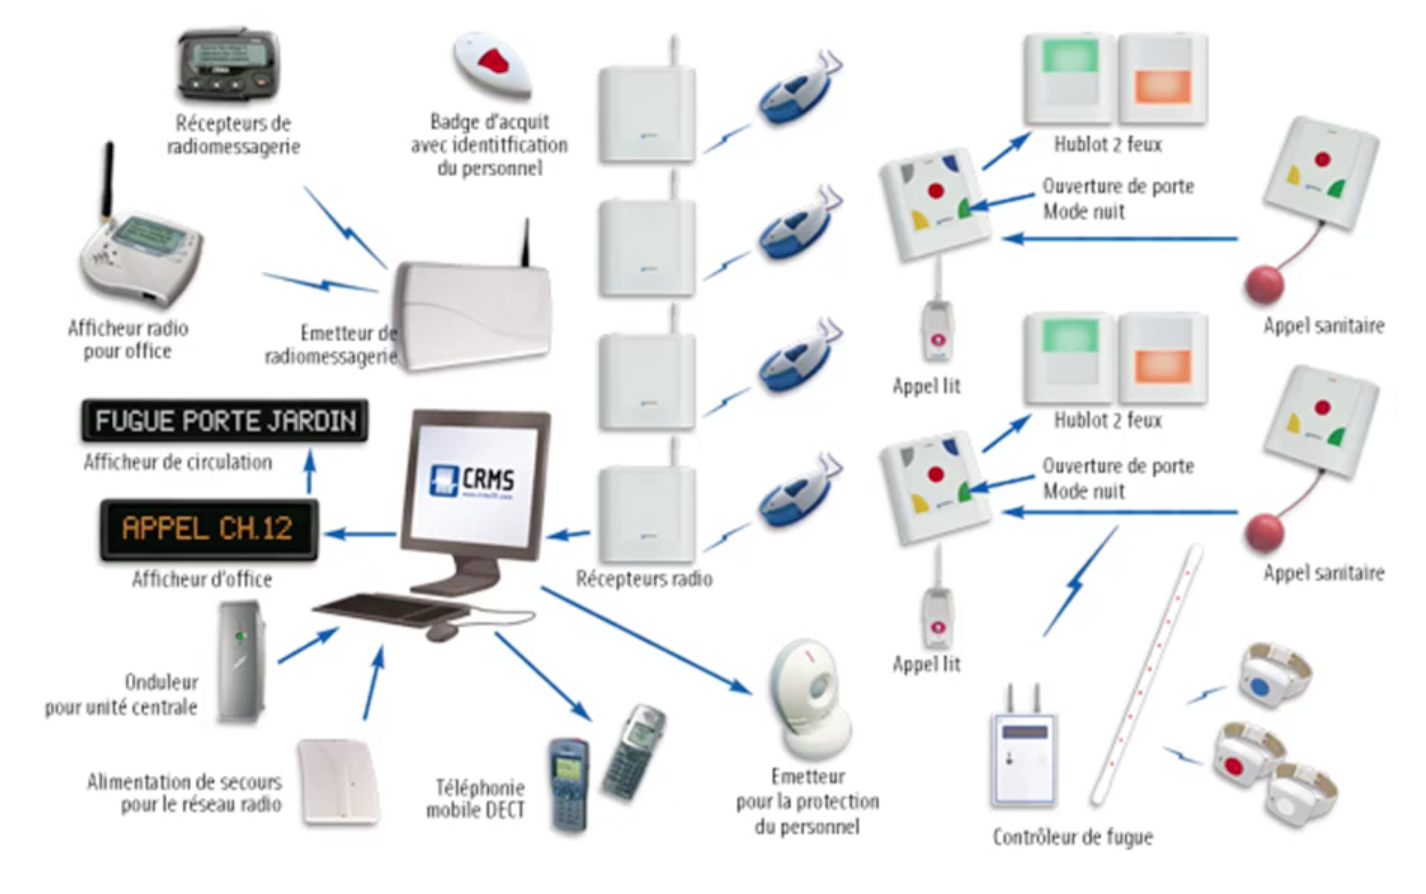 Récepteurs de
radiomessagerie
Badge d'acquit
avec identitfication
du personnel
Hublot 2 feux
Ouverture de porte
Mode nuit
Afficheur radio
pour office
Emetteur de
radiomessagerie
Appel sanitaire
Appel lit
Hublot 2 feux
FUGUE PORTE JARDIN
Afficheur de circulation
CRMS
Ouverture de porte
Mode nuit
APPEL CH.12
Afficheur d'office
Récepteurs radio
Appel sanitaire
Appel lit
Onduleur
pour unité centrale
Alimentation de secours
pour le réseau radio
Téléphonie
mobile DECT
Emetteur
pour la protection
du personnel
Contrôleur de fugue